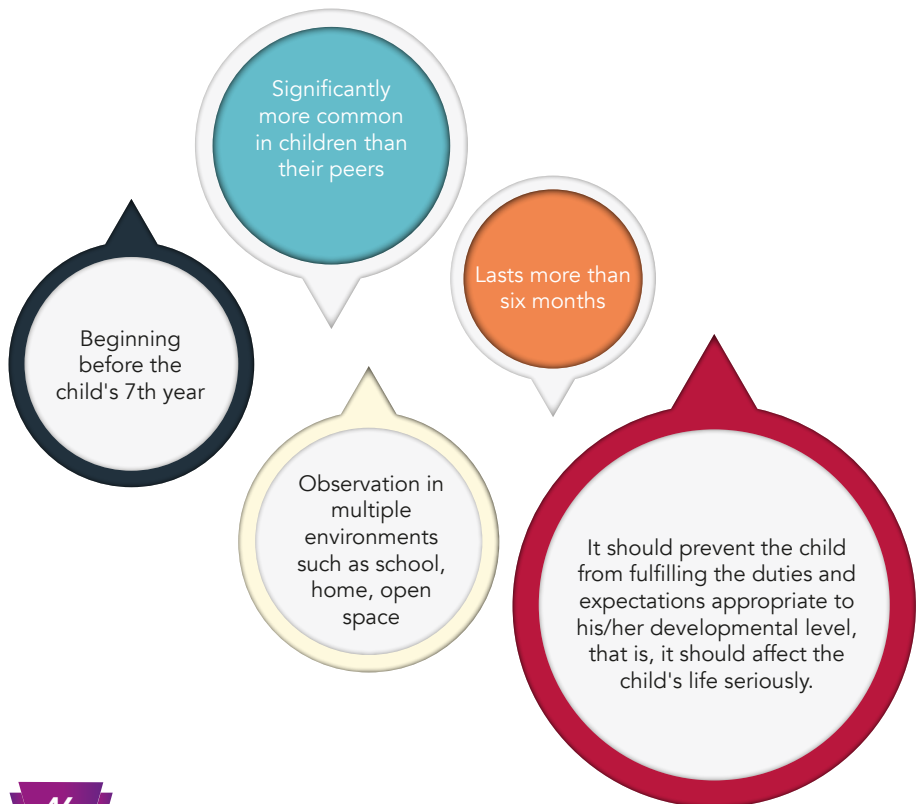 Significantly
more common
in children than
their peers
Lasts more than
six months
Beginning
before the
child's 7th year
Observation in
multiple
environments
such as school,
home, open
space
It should prevent the child
from fulfilling the duties and
expectations appropriate to
his/her developmental level,
that is, it should affect the
child's life seriously.